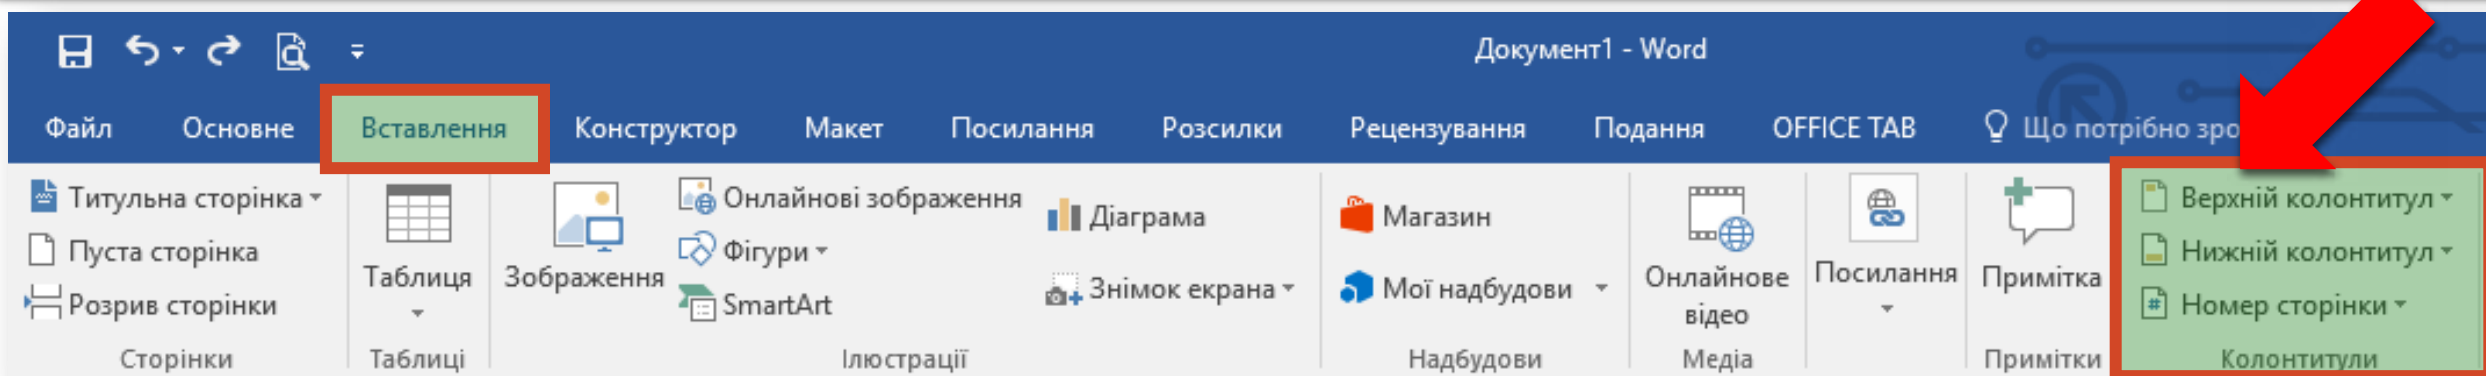 Документ1 - Word
Файл Основне Вставлення Конструктор Макет Посилання Розсилки Рецензування Подання OFFICE TAB Що потрібно зро
Титульна сторінка
Пуста сторінка
Розрив сторінки
Сторінки
Таблиця
Таблиці
Зображення
Онлайнові зображення
Фігури
SmartArt
Діаграма
Знімок екрана
Ілюстрації
Магазин
Мої надбудови
Надбудови
Онлайнове
відео
Медіа
Посилання
Примітка
Примітки
Верхній колонтитул
Нижній колонтитул
# Номер сторінки
Колонтитули